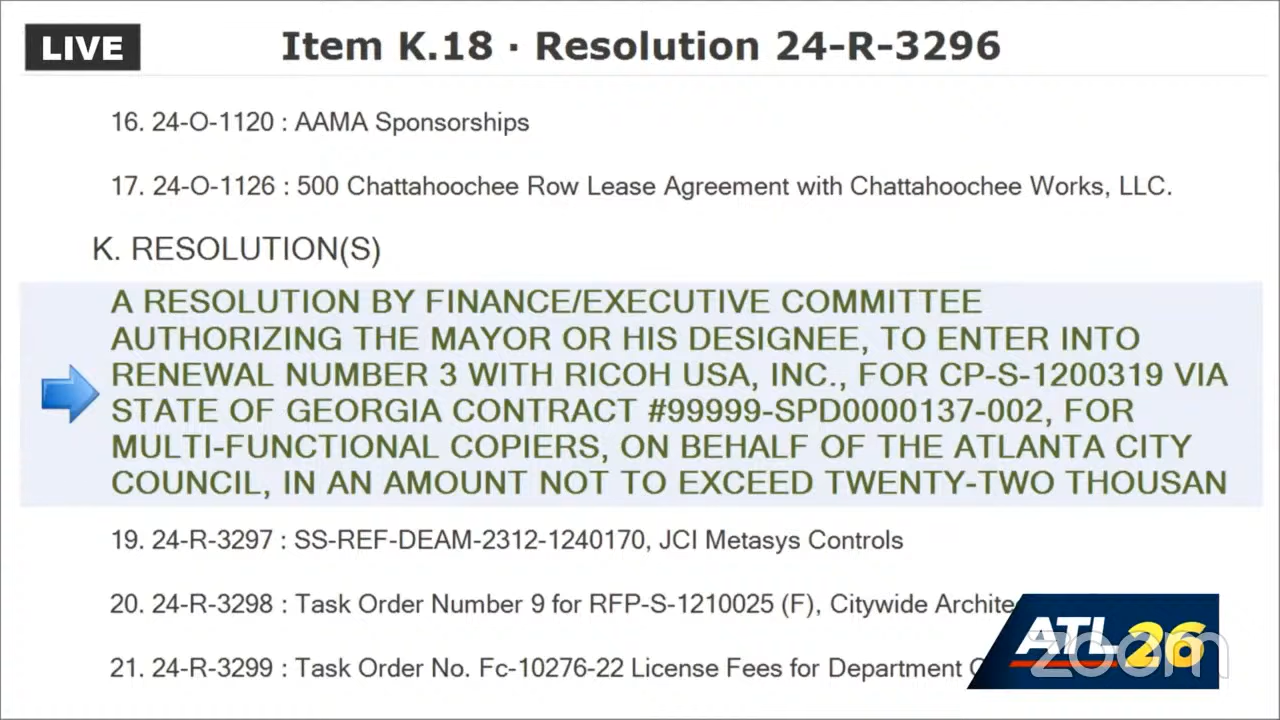 LIVE
Item K.18 · Resolution 24-R-3296
16. 24-O-1120 : AAMA Sponsorships
17. 24-O-1126 : 500 Chattahoochee Row Lease Agreement with Chattahoochee Works, LLC.
K. RESOLUTION(S)
A RESOLUTION BY FINANCE/EXECUTIVE COMMITTEE
AUTHORIZING THE MAYOR OR HIS DESIGNEE, TO ENTER INTO
RENEWAL NUMBER 3 WITH RICOH USA, INC., FOR CP-S-1200319 VIA
STATE OF GEORGIA CONTRACT #99999-SPD0000137-002, FOR
MULTI-FUNCTIONAL COPIERS, ON BEHALF OF THE ATLANTA CITY
COUNCIL, IN AN AMOUNT NOT TO EXCEED TWENTY-TWO THOUSAN
19. 24-R-3297 : SS-REF-DEAM-2312-1240170, JCI Metasys Controls
20. 24-R-3298 : Task Order Number 9 for RFP-S-1210025 (F), Citywide
21. 24-R-3299 : Task Order No. Fc-10276-22 License Fees for Department
ATL 26
zoom